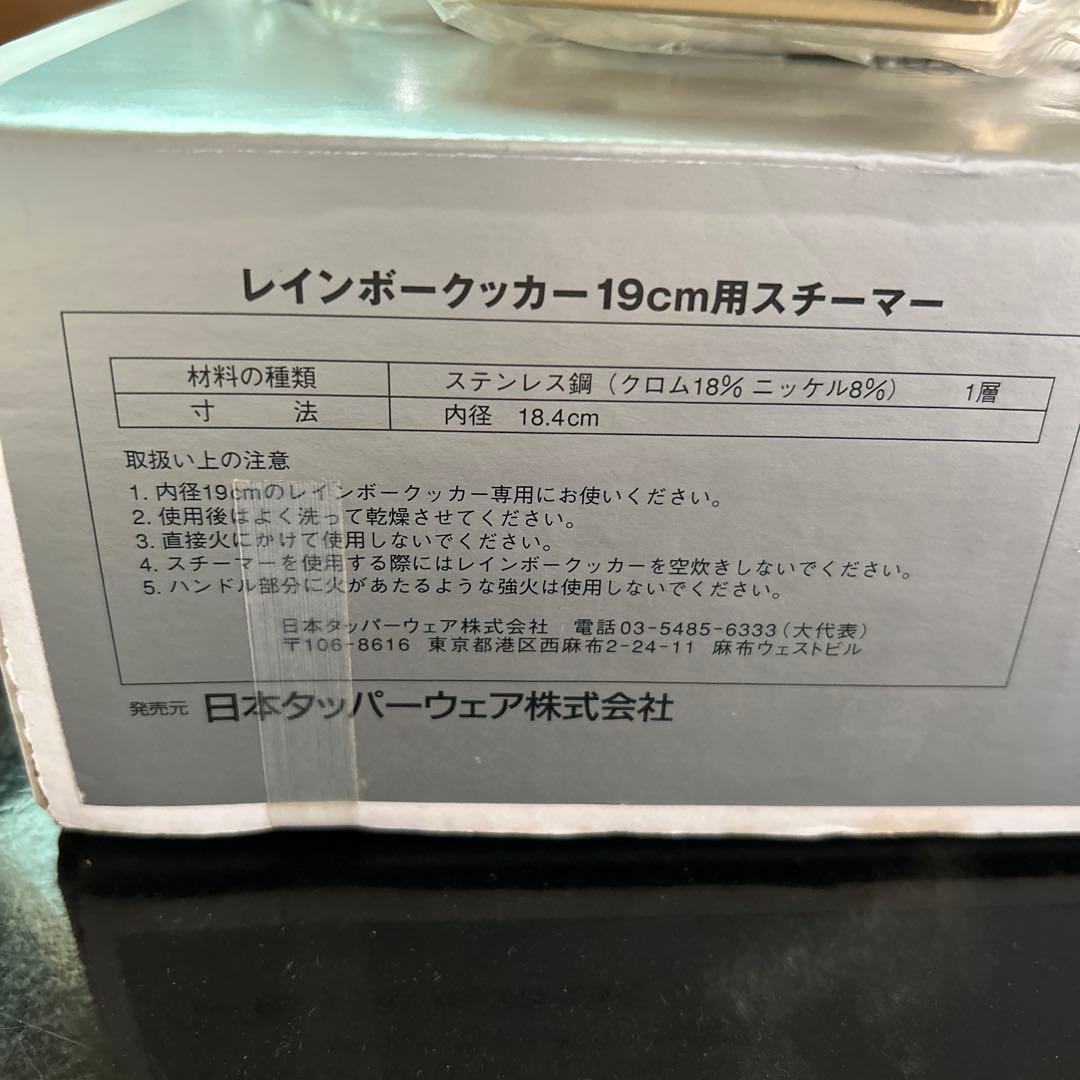 レインボークッカー19cm用スチーマー
材料の種類 ステンレス鋼（クロム18% ニッケル8%） 1層
寸 法 内径 18.4cm
取扱い上の注意
1. 内径19cmのレインボークッカー専用にお使いください。
2. 使用後はよく洗って乾燥させてください。
3. 直接火にかけて使用しないでください。
4. スチーマーを使用する際にはレインボークッカーを空炊きしないでください。
5. ハンドル部分に火があたるような強火は使用しないでください。
日本タッパーウェア株式会社 電話03-5485-6333（大代表）
〒106-8616 東京都港区西麻布2-24-11 麻布ウェストビル
発売元 日本タッパーウェア株式会社